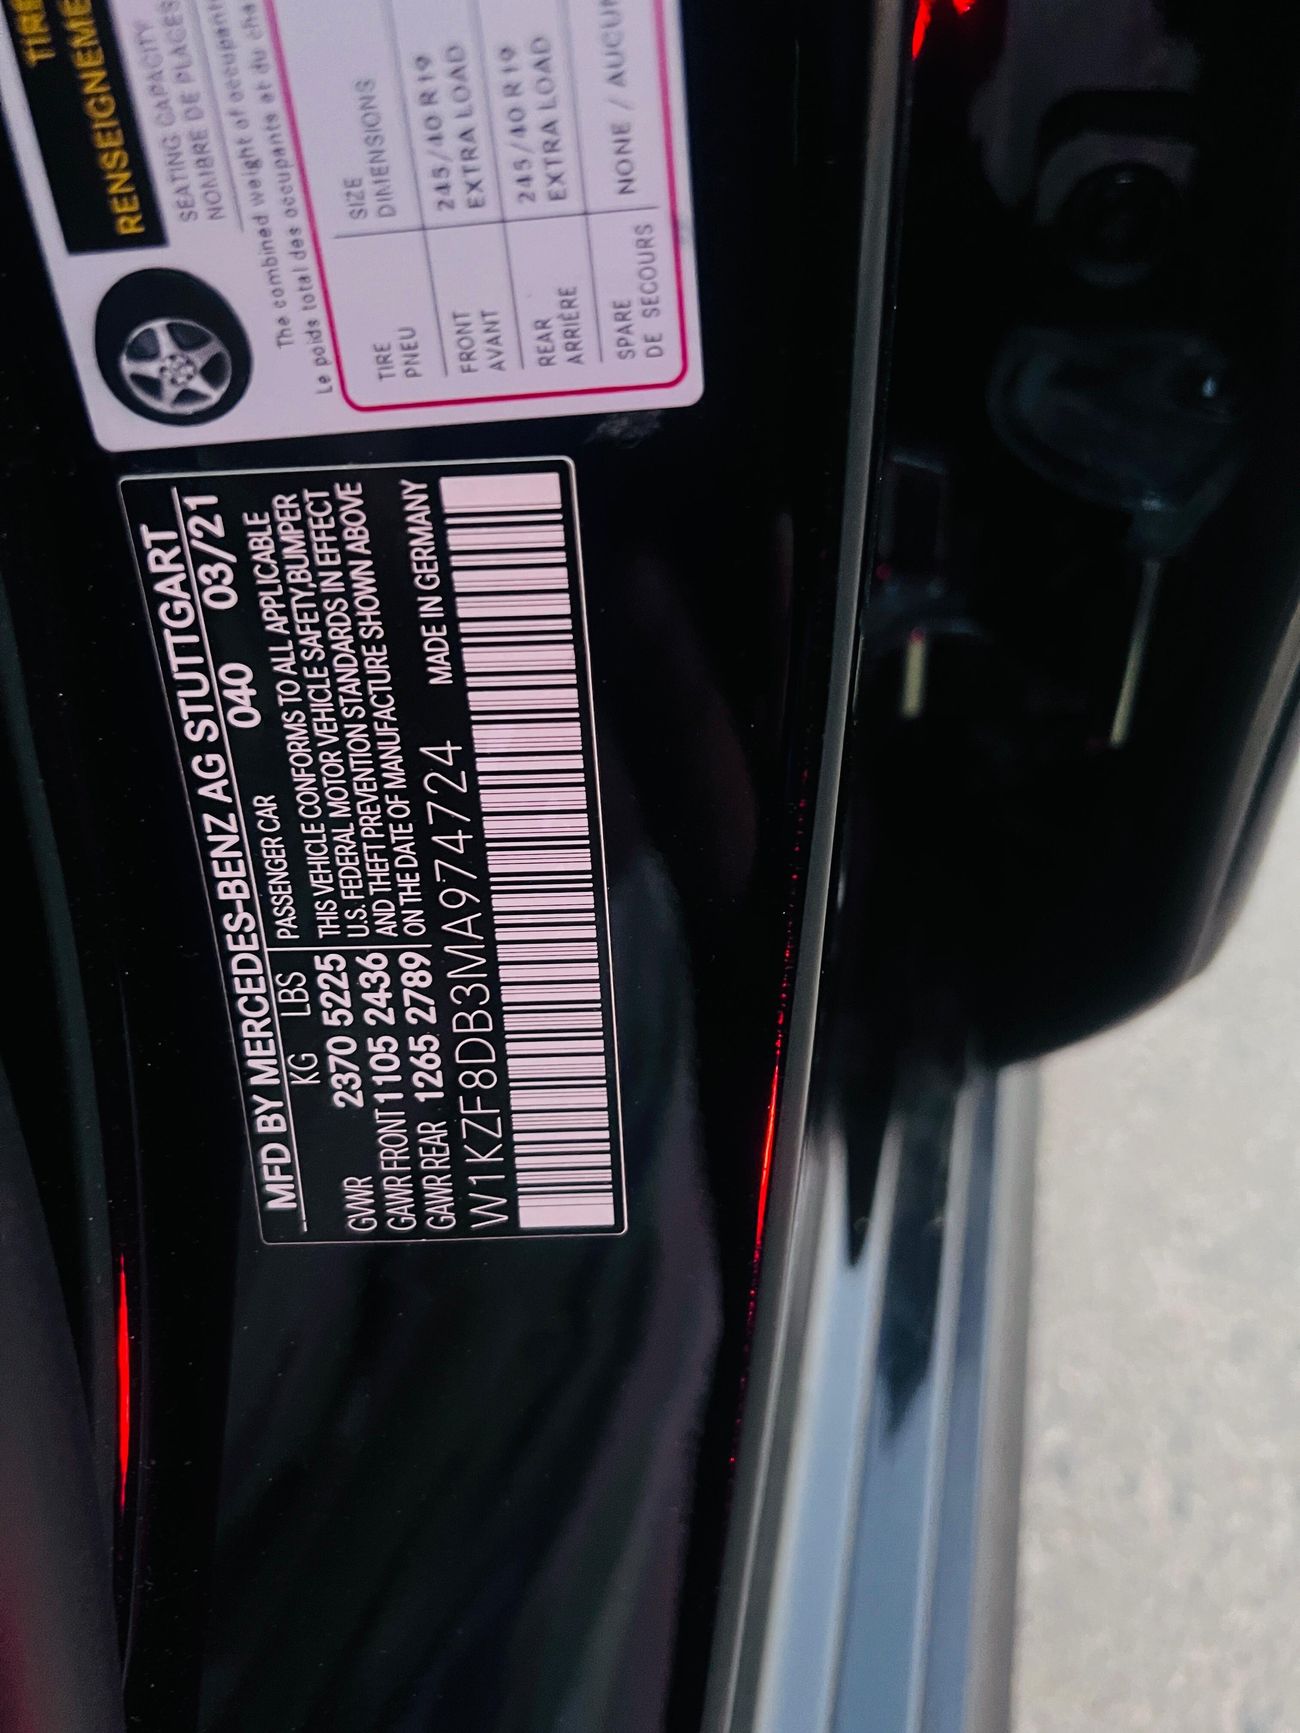 TIRE
RENSEIGNEME
SEATING CAPACITY
NOMBRE DE PLACES
The combined weight of occupant
Le poids total des occupants et du cha
TIRE SIZE
PNEU DIMENSIONS
FRONT 245/40 R19
AVANT EXTRA LOAD
REAR 245/40 R19
ARRIÈRE EXTRA LOAD
SPARE NONE / AUCUN
DE SECOURS
MFD BY MERCEDES-BENZ AG STUTTGART
040 03/21
KG LBS PASSENGER CAR
GVWR 2370 5225
GAWR FRONT 1105 2436
GAWR REAR 1265 2789
THIS VEHICLE CONFORMS TO ALL APPLICABLE
U.S. FEDERAL MOTOR VEHICLE SAFETY,BUMPER
AND THEFT PREVENTION STANDARDS IN EFFECT
ON THE DATE OF MANUFACTURE SHOWN ABOVE
W1KZF8DB3MA974724 MADE IN GERMANY